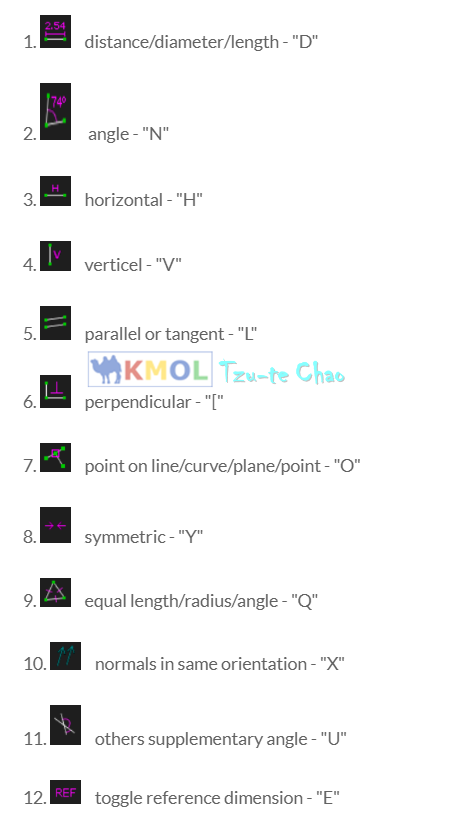 2.54
1. distance/diameter/length - "D"
74°
2. angle - "N"
H
3. horizontal - "H"
V
4. verticel - "V"
5. parallel or tangent - "L"
KMOL Tzu-te Chao
6. perpendicular - "["
7. point on line/curve/plane/point - "O"
8. symmetric - "Y"
9. equal length/radius/angle - "Q"
10. normals in same orientation - "X"
11. others supplementary angle - "U"
12. REF toggle reference dimension - "E"